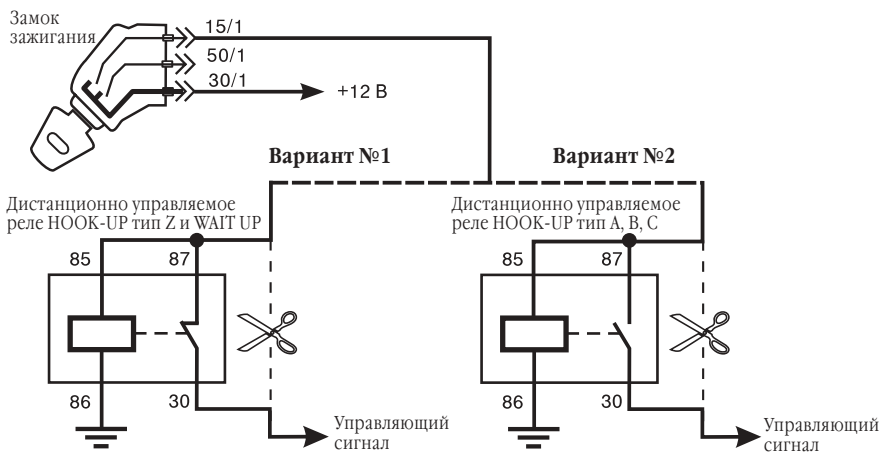 Замок
зажигания
15/1
50/1
30/1
+12 В
Вариант №1
Вариант №2
Дистанционно управляемое
реле HOOK-UP тип Z и WAIT UP
85
87
86
30
Управляющий
сигнал
Дистанционно управляемое
реле HOOK-UP тип A, B, C
85
87
86
30
Управляющий
сигнал